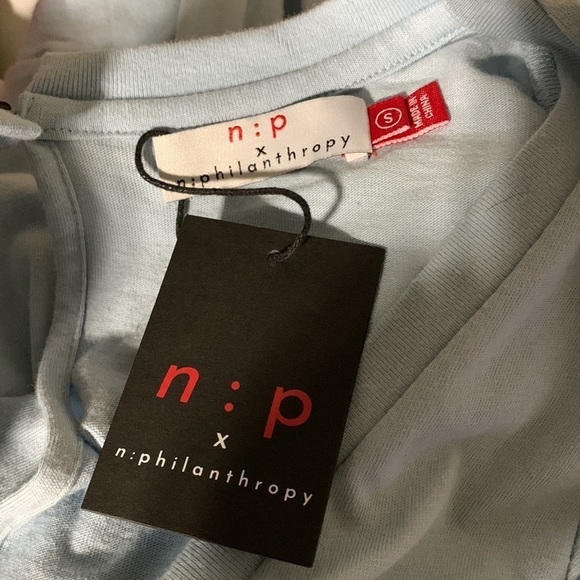 n : p
x
n:philanthropy
S
MADE IN
CHINA
n : p
x
n:philanthropy